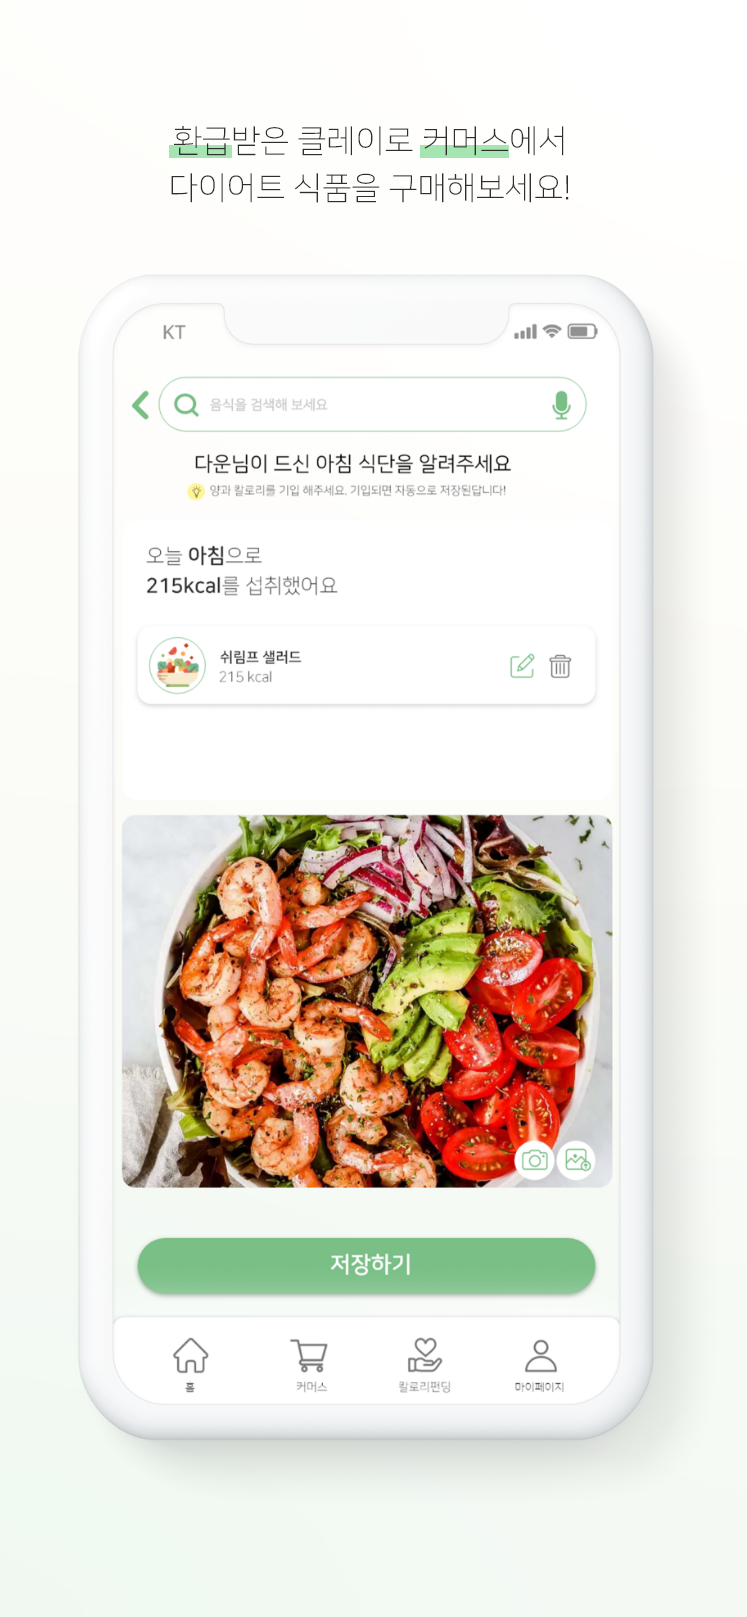 환급받은 클레이로 커머스에서
다이어트 식품을 구매해보세요!
KT
음식을 검색해 보세요
다운님이 드신 아침 식단을 알려주세요
양과 칼로리를 기입 해주세요. 기입되면 자동으로 저장된답니다!
오늘 아침으로
215kcal를 섭취했어요
쉬림프 샐러드
215 kcal
저장하기
홈 커머스 칼로리펀딩 마이페이지